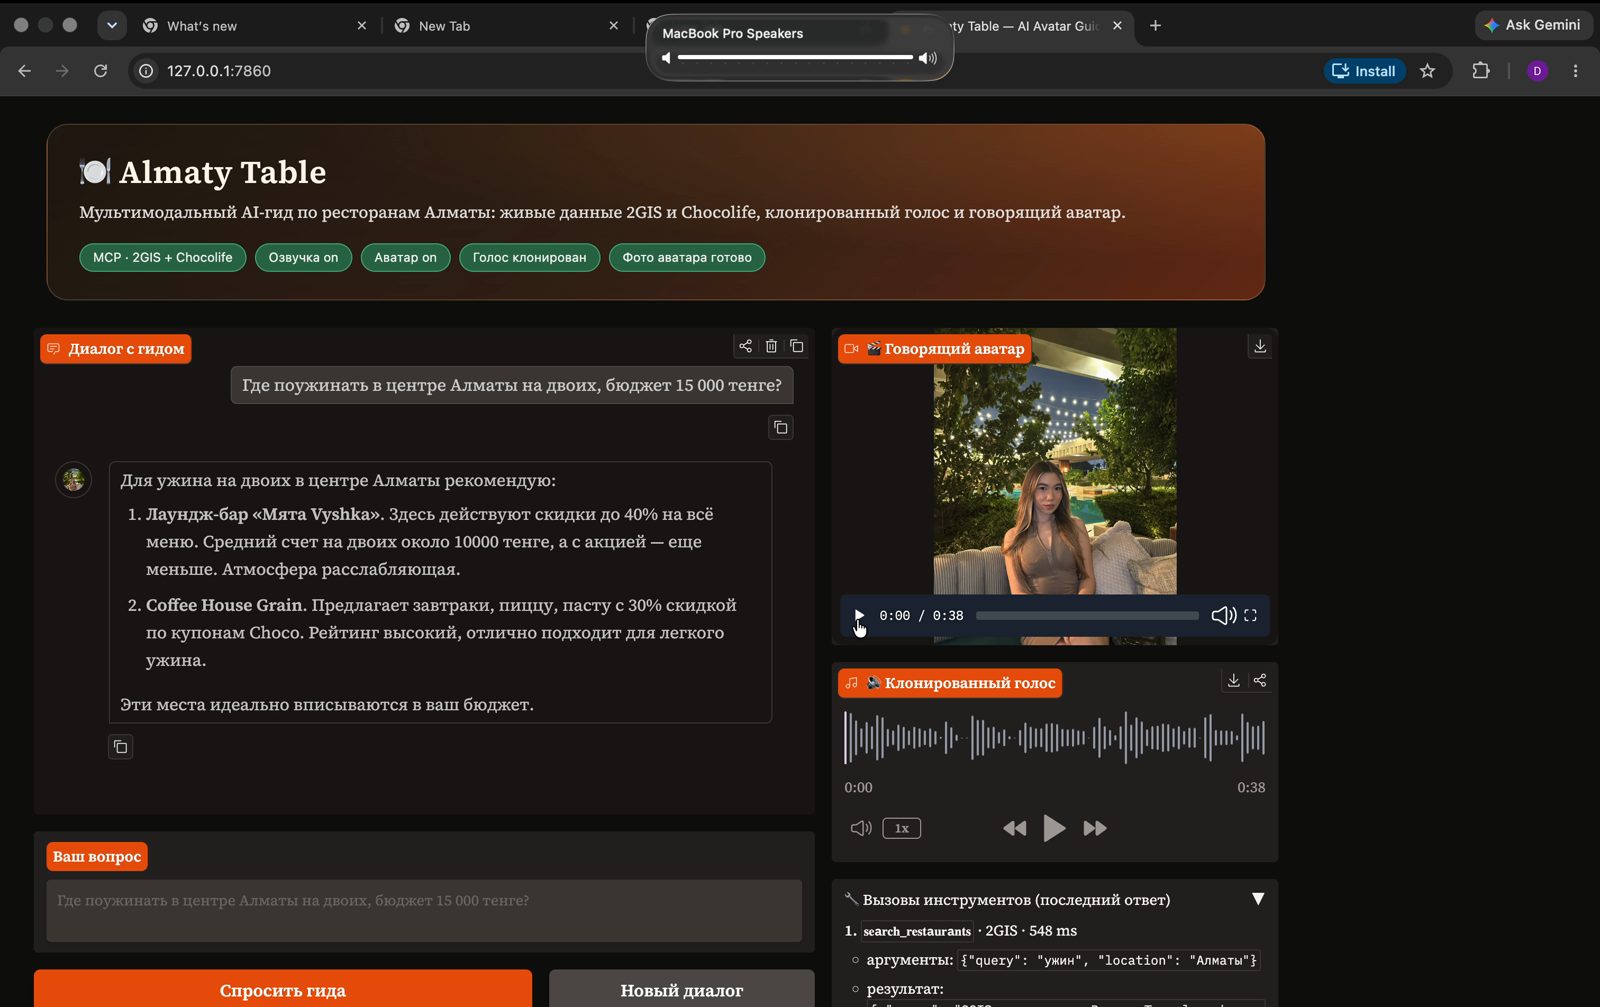 What's new
New Tab
ty Table — AI Avatar Gui
Ask Gemini
MacBook Pro Speakers
127.0.0.1:7860
Install
D
Almaty Table
Мультимодальный AI-гид по ресторанам Алматы: живые данные 2GIS и Chocolife, клонированный голос и говорящий аватар.
MCP · 2GIS + Chocolife
Озвучка on
Аватар on
Голос клонирован
Фото аватара готово
Диалог с гидом
Где поужинать в центре Алматы на двоих, бюджет 15 000 тенге?
Для ужина на двоих в центре Алматы рекомендую:
1. Лаундж-бар «Мята Vyshka». Здесь действуют скидки до 40% на всё
меню. Средний счет на двоих около 10000 тенге, а с акцией — еще
меньше. Атмосфера расслабляющая.
2. Coffee House Grain. Предлагает завтраки, пиццу, пасту с 30% скидкой
по купонам Choco. Рейтинг высокий, отлично подходит для легкого
ужина.
Эти места идеально вписываются в ваш бюджет.
Ваш вопрос
Где поужинать в центре Алматы на двоих, бюджет 15 000 тенге?
Спросить гида
Новый диалог
Говорящий аватар
0:00 / 0:38
Клонированный голос
0:00
0:38
1x
Вызовы инструментов (последний ответ)
1. search_restaurants · 2GIS · 548 ms
аргументы: {"query": "ужин", "location": "Алматы"}
результат: